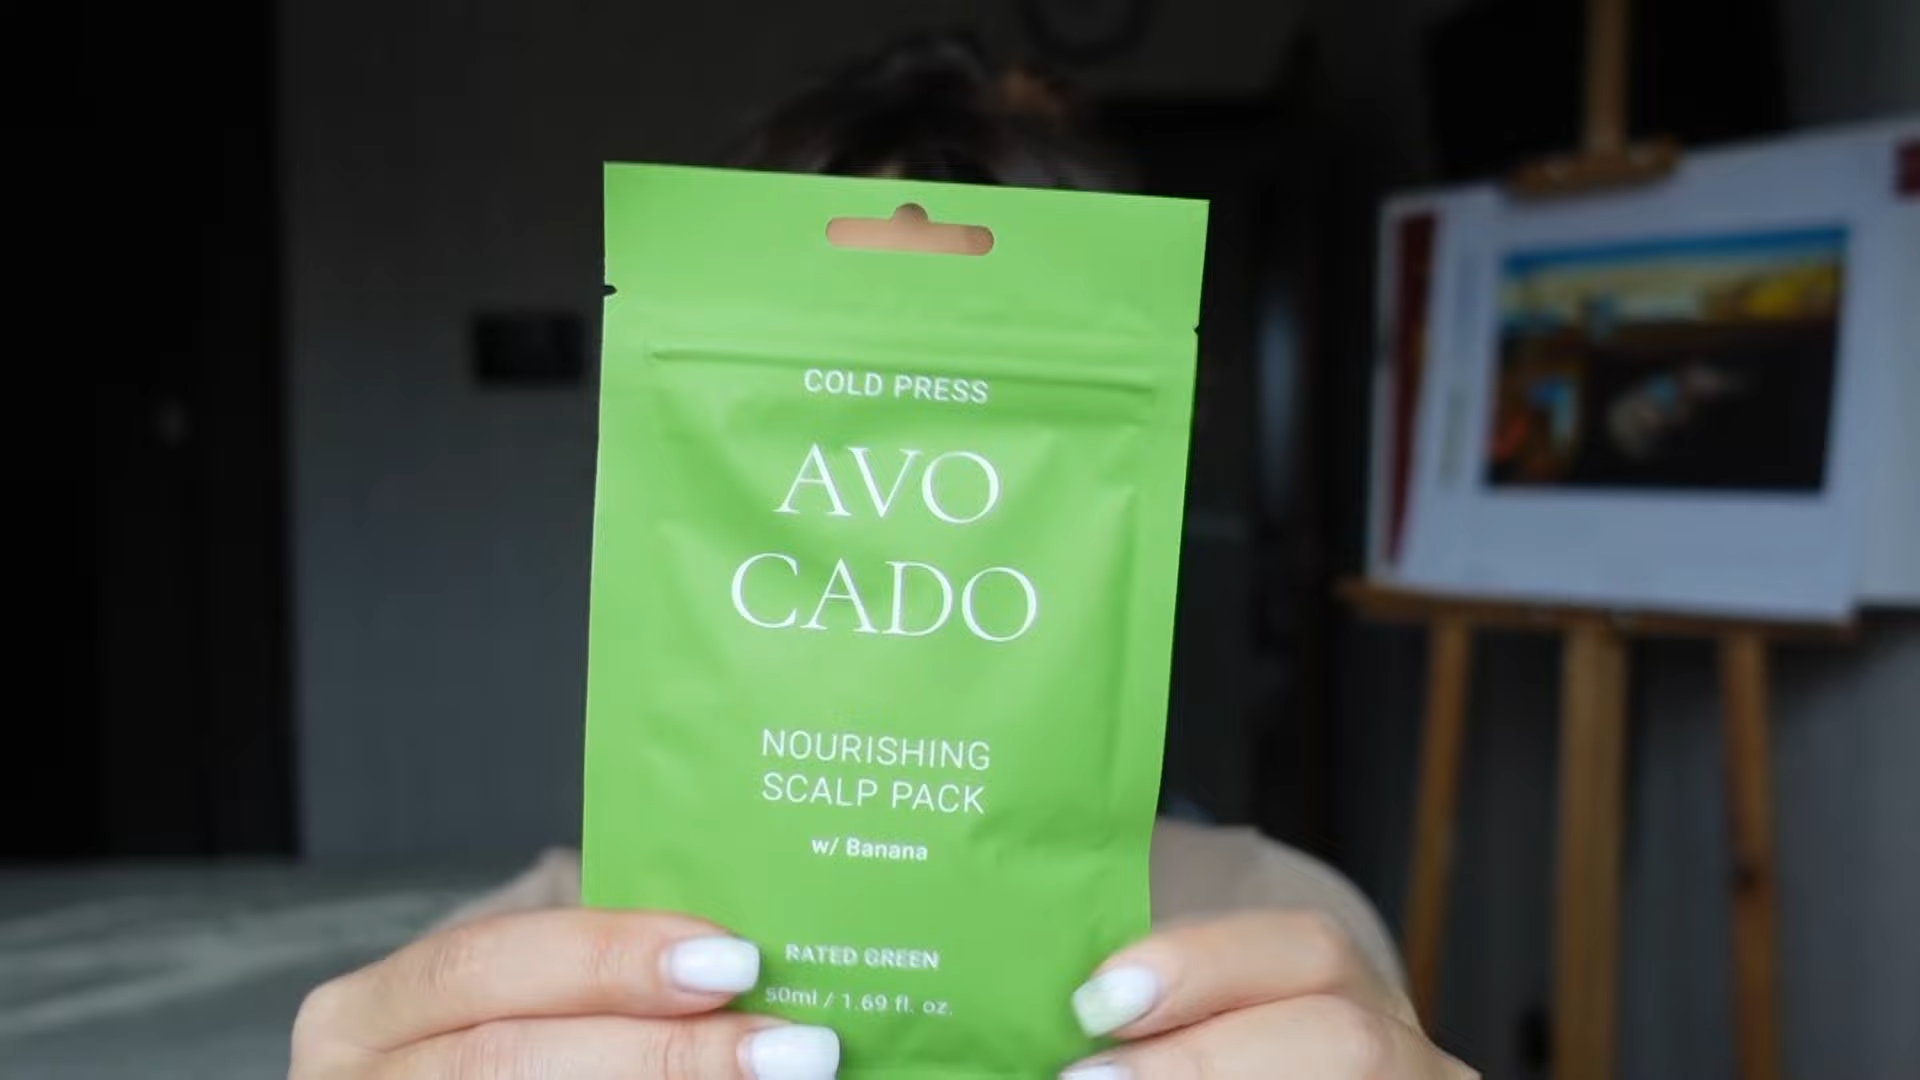 COLD PRESS
AVO
CADO
NOURISHING
SCALP PACK
w/ Banana
RATED GREEN
50ml / 1.69 fl. oz.